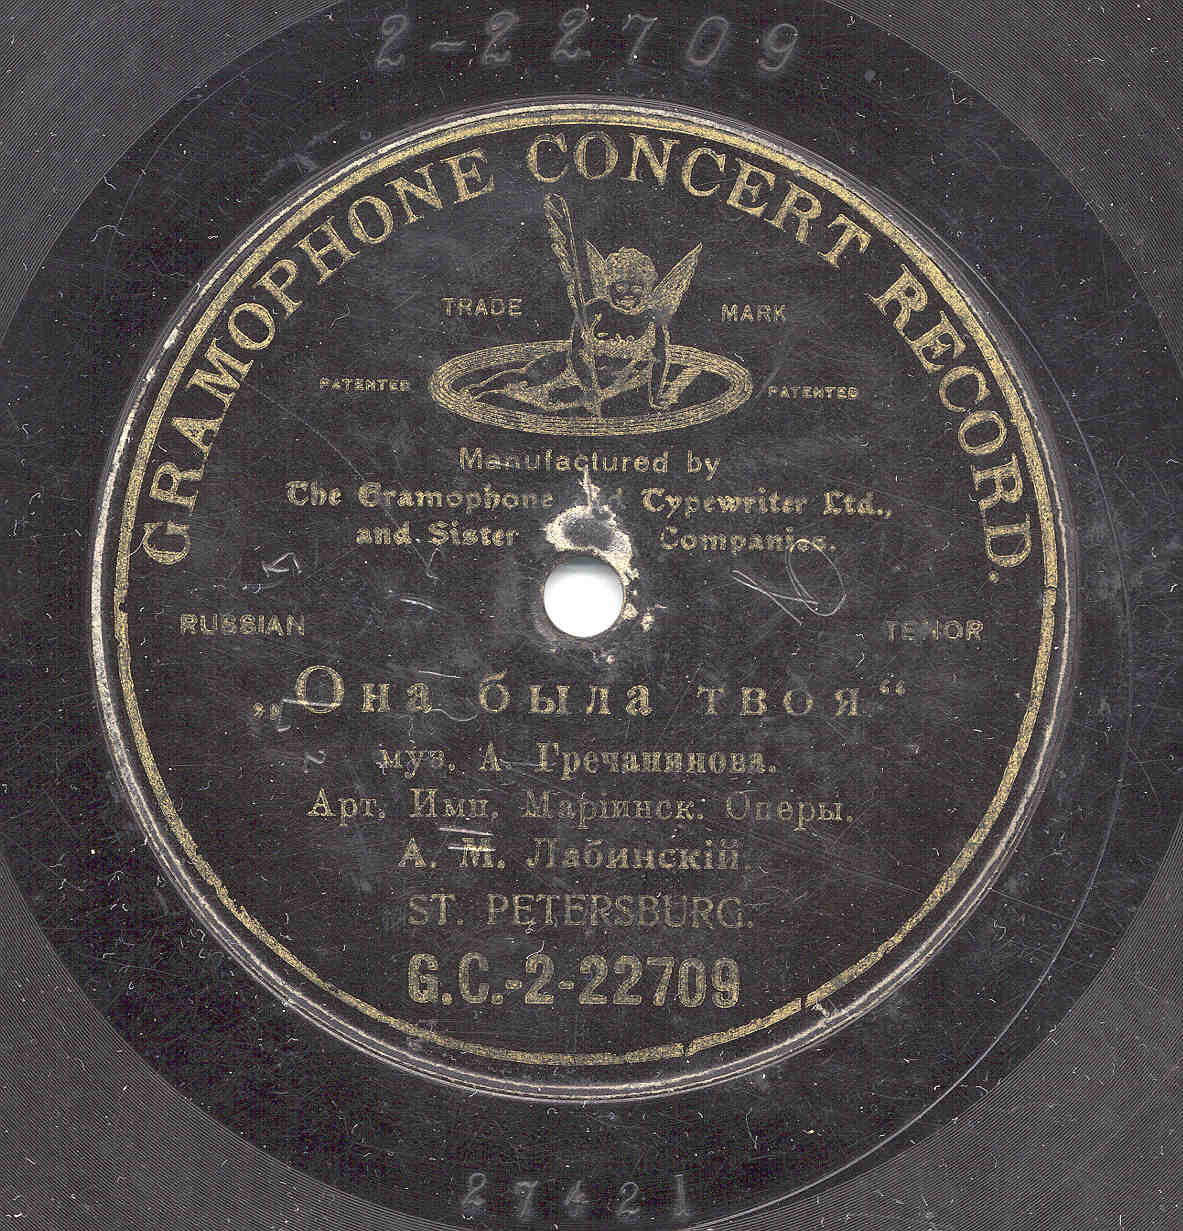 2-22709
GRAMOPHONE CONCERT RECORD.
TRADE MARK
PATENTED PATENTED
Manufactured by
The Gramophone and Typewriter Ltd.,
and Sister Companies.
RUSSIAN TENOR
„Она была твоя“
муз. А. Гречанинова.
Арт. Имп. Маріинск. Оперы.
А. М. Лабинскій.
ST. PETERSBURG.
G.C.-2-22709